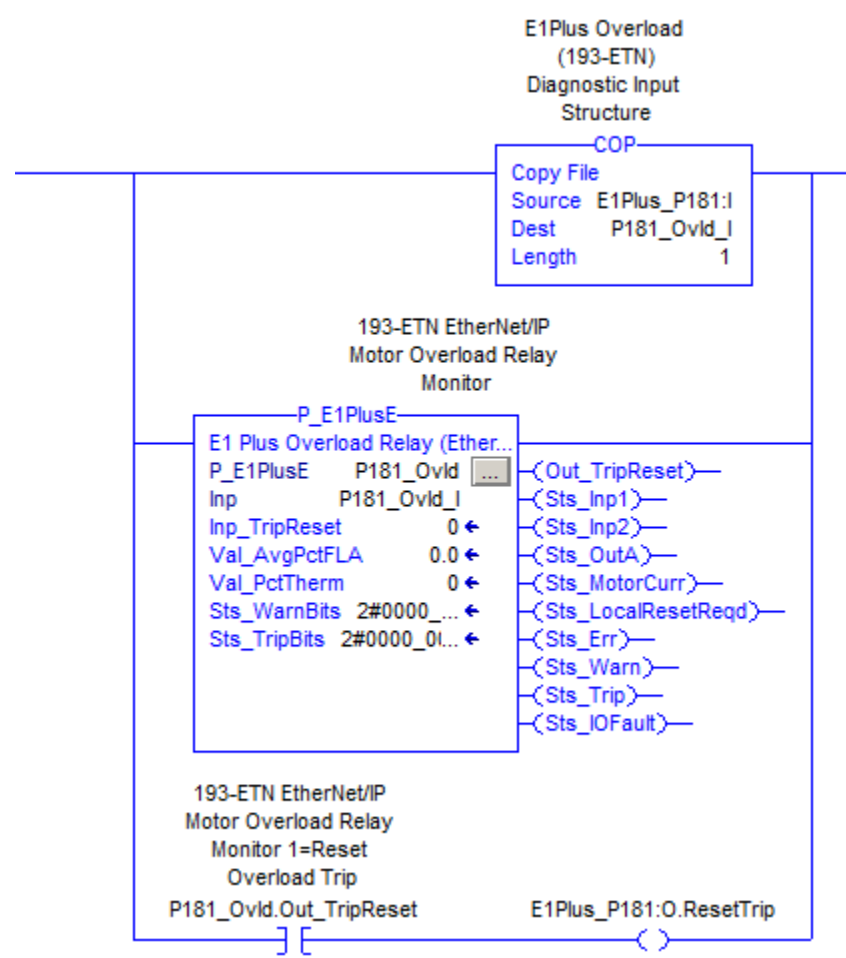 E1Plus Overload
(193-ETN)
Diagnostic Input
Structure
COP
Copy File
Source E1Plus_P181:I
Dest P181_Ovld_I
Length 1
193-ETN EtherNet/IP
Motor Overload Relay
Monitor
P_E1PlusE
E1 Plus Overload Relay (Ether...
P_E1PlusE P181_Ovld ...
Inp P181_Ovld_I
Inp_TripReset 0
Val_AvgPctFLA 0.0
Val_PctTherm 0
Sts_WarnBits 2#0000_...
Sts_TripBits 2#0000_0(...
Out_TripReset
Sts_Inp1
Sts_Inp2
Sts_OutA
Sts_MotorCurr
Sts_LocalResetReqd
Sts_Err
Sts_Warn
Sts_Trip
Sts_IOFault
193-ETN EtherNet/IP
Motor Overload Relay
Monitor 1=Reset
Overload Trip
P181_Ovld.Out_TripReset
E1Plus_P181:O.ResetTrip